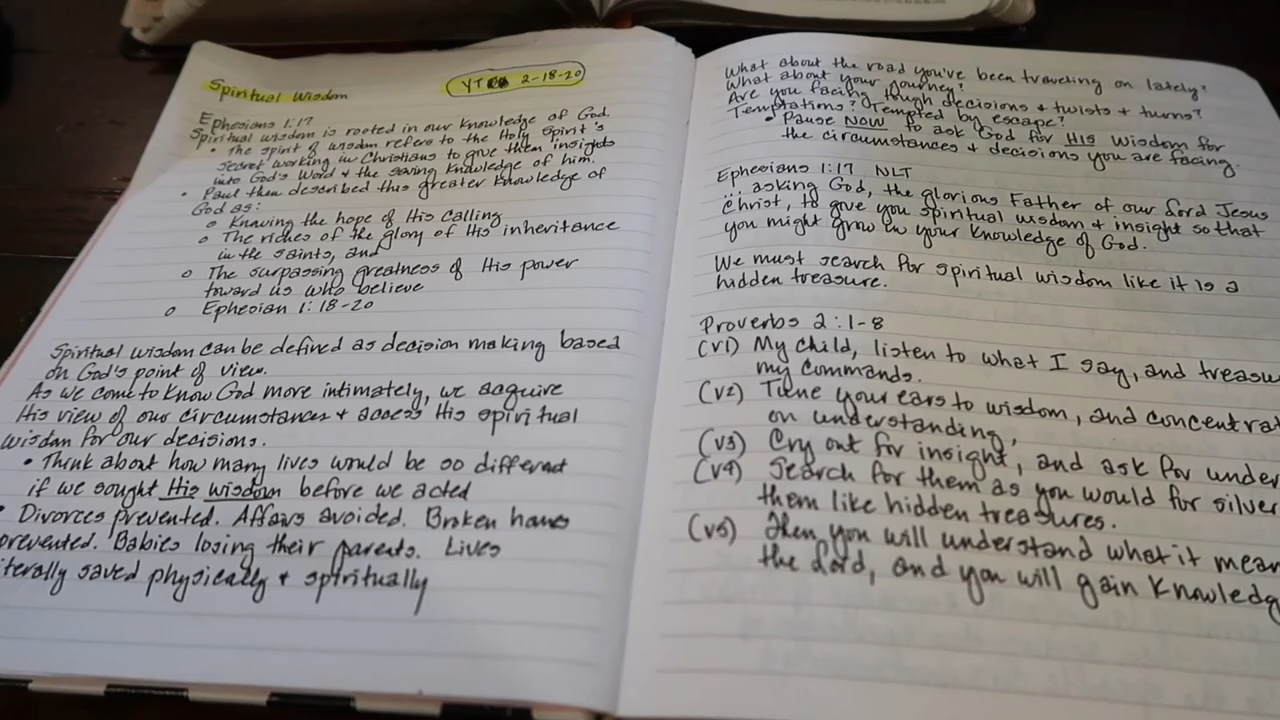 Spiritual Wisdom
YT 2-18-20
Ephesians 1:17
Spiritual wisdom is rooted in our knowledge of God.
• The spirit of wisdom refers to the Holy Spirit's
secret working in Christians to give them insights
into God's Word + the saving knowledge of him.
• Paul then described this greater knowledge of
God as:
o Knowing the hope of His calling
o The riches of the glory of His inheritance
in the saints, and
o The surpassing greatness of His power
toward us who believe
o Ephesian 1:18-20
Spiritual wisdom can be defined as decision making based
on God's point of view.
As we come to know God more intimately, we acquire
His view of our circumstances + access His spiritual
wisdom for our decisions.
• Think about how many lives would be so different
if we sought His wisdom before we acted
• Divorces prevented. Affairs avoided. Broken homes
prevented. Babies losing their parents. Lives
iterally saved physically + spiritually
What about the road you've been traveling on lately?
What about your journey?
Are you facing tough decisions + twists + turns?
Temptations? Tempted by escape?
• Pause NOW to ask God for HIS wisdom for
the circumstances + decisions you are facing.
Ephesians 1:17 NLT
... asking God, the glorious Father of our Lord Jesus
Christ, to give you spiritual wisdom + insight so that
you might grow in your knowledge of God.
We must search for spiritual wisdom like it is a
hidden treasure.
Proverbs 2:1-8
(v1) My child, listen to what I say, and treasu
my commands.
(v2) Tune your ears to wisdom, and concentrat
on understanding,
(v3) Cry out for insight, and ask for under
(v4) Search for them as you would for silver
them like hidden treasures.
(v5) Then you will understand what it mean
the Lord, and you will gain knowledg